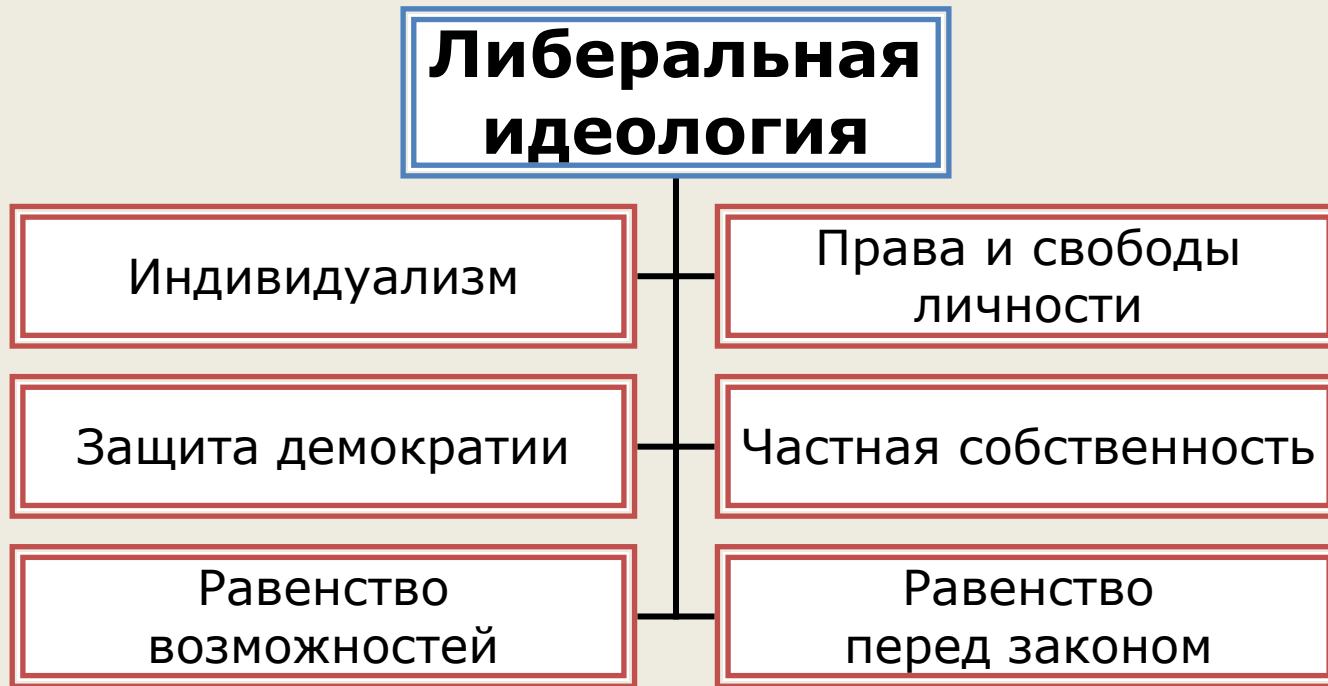 Либеральная
идеология
Индивидуализм
Права и свободы
личности
Защита демократии
Частная собственность
Равенство
возможностей
Равенство
перед законом